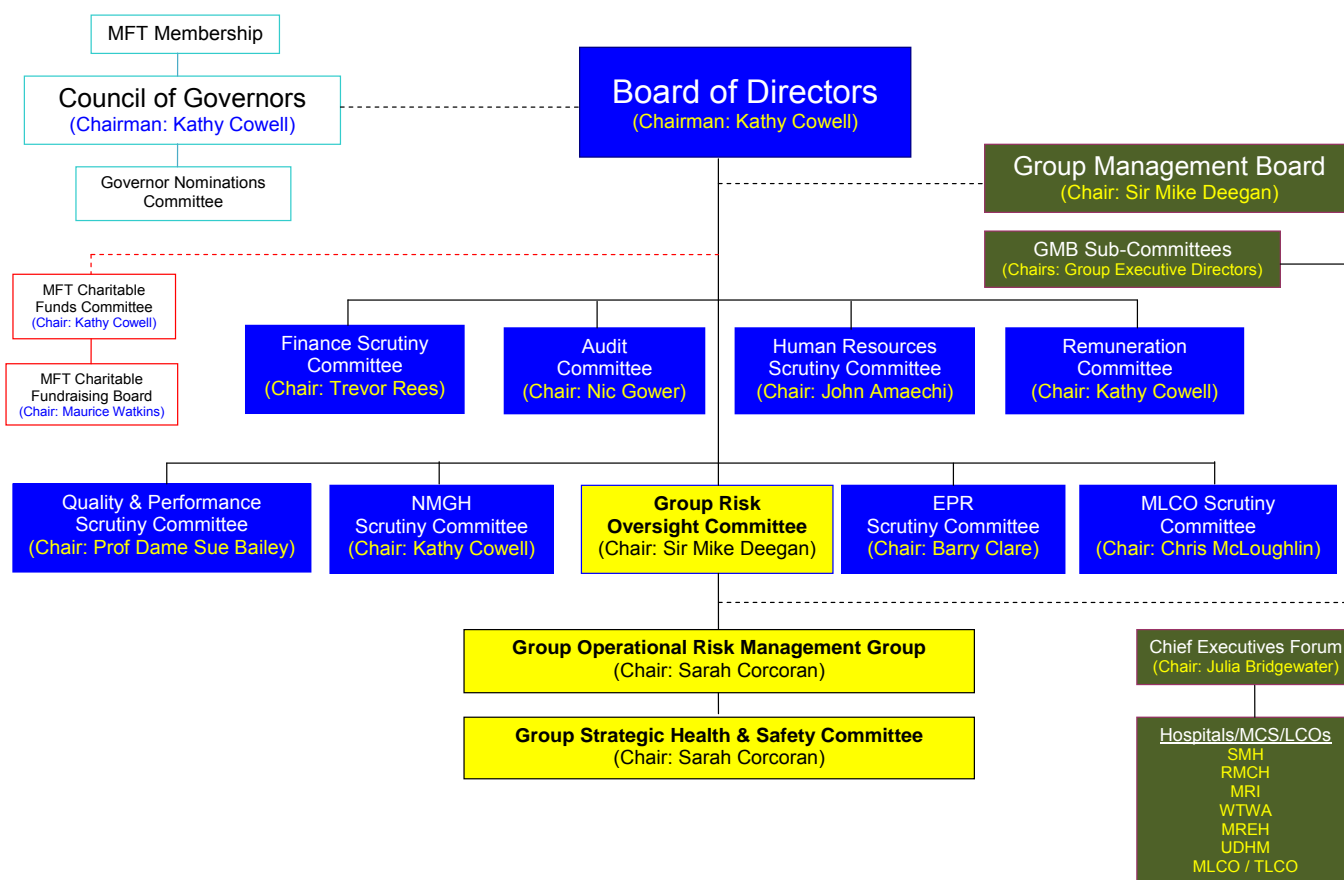 MFT Membership
Council of Governors
(Chairman: Kathy Cowell)
Governor Nominations
Committee
Board of Directors
(Chairman: Kathy Cowell)
Group Management Board
(Chair: Sir Mike Deegan)
GMB Sub-Committees
(Chairs: Group Executive Directors)
MFT Charitable
Funds Committee
(Chair: Kathy Cowell)
MFT Charitable
Fundraising Board
(Chair: Maurice Watkins)
Finance Scrutiny
Committee
(Chair: Trevor Rees)
Audit
Committee
(Chair: Nic Gower)
Human Resources
Scrutiny Committee
(Chair: John Amaechi)
Remuneration
Committee
(Chair: Kathy Cowell)
Quality & Performance
Scrutiny Committee
(Chair: Prof Dame Sue Bailey)
NMGH
Scrutiny Committee
(Chair: Kathy Cowell)
Group Risk
Oversight Committee
(Chair: Sir Mike Deegan)
EPR
Scrutiny Committee
(Chair: Barry Clare)
MLCO Scrutiny
Committee
(Chair: Chris McLoughlin)
Group Operational Risk Management Group
(Chair: Sarah Corcoran)
Group Strategic Health & Safety Committee
(Chair: Sarah Corcoran)
Chief Executives Forum
(Chair: Julia Bridgewater)
Hospitals/MCS/LCOs
SMH
RMCH
MRI
WTWA
MREH
UDHM
MLCO / TLCO